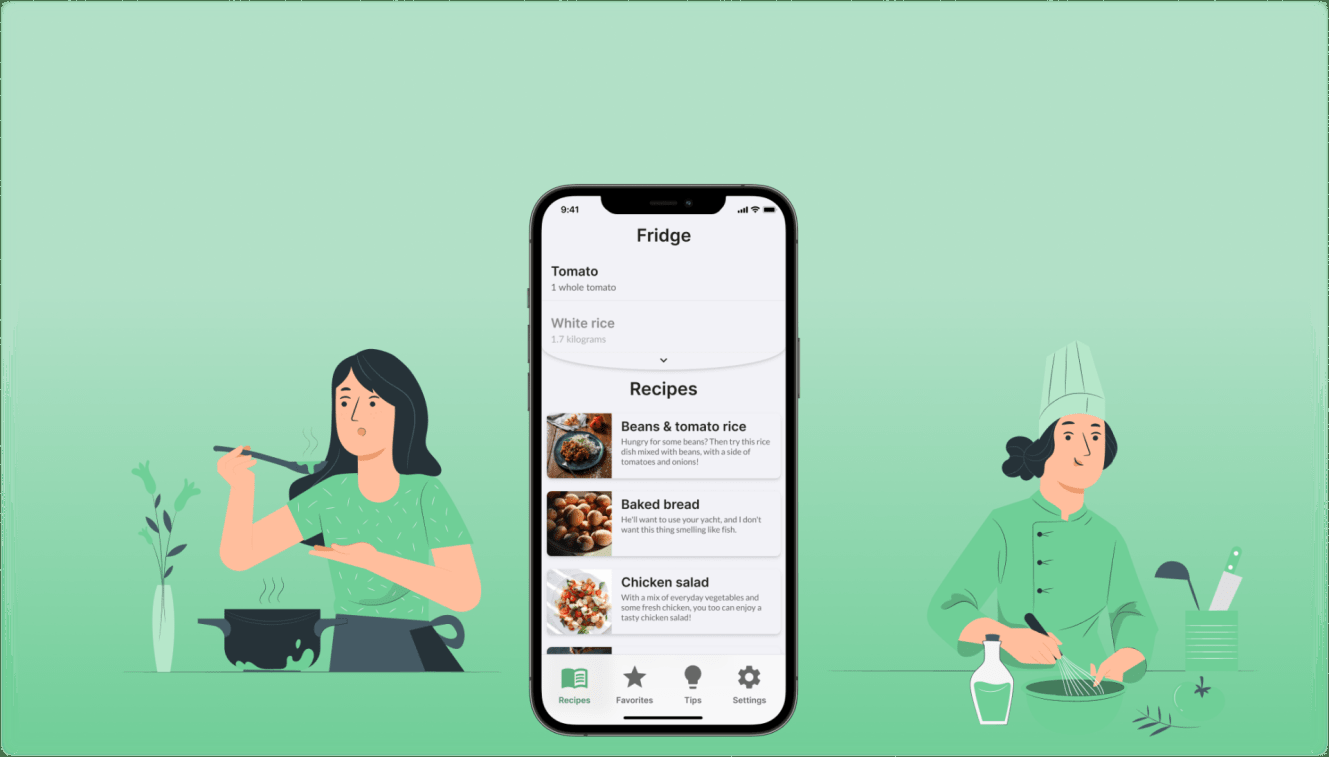 9:41
Fridge
Tomato
1 whole tomato
White rice
1.7 kilograms
Recipes
Beans & tomato rice
Hungry for some beans? Then try this rice
dish mixed with beans, with a side of
tomatoes and onions!
Baked bread
He'll want to use your yacht, and I don't
want this thing smelling like fish.
Chicken salad
With a mix of everyday vegetables and
some fresh chicken, you too can enjoy a
tasty chicken salad!
Recipes Favorites Tips Settings